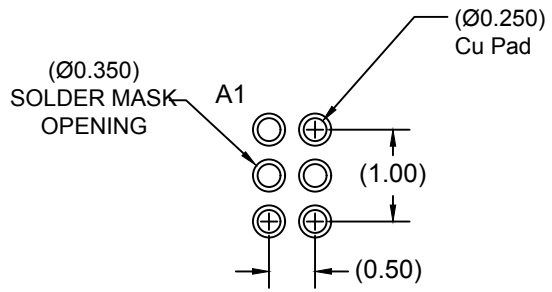 (Ø0.250)
Cu Pad
(Ø0.350)
SOLDER MASK
OPENING
A1
(1.00)
(0.50)